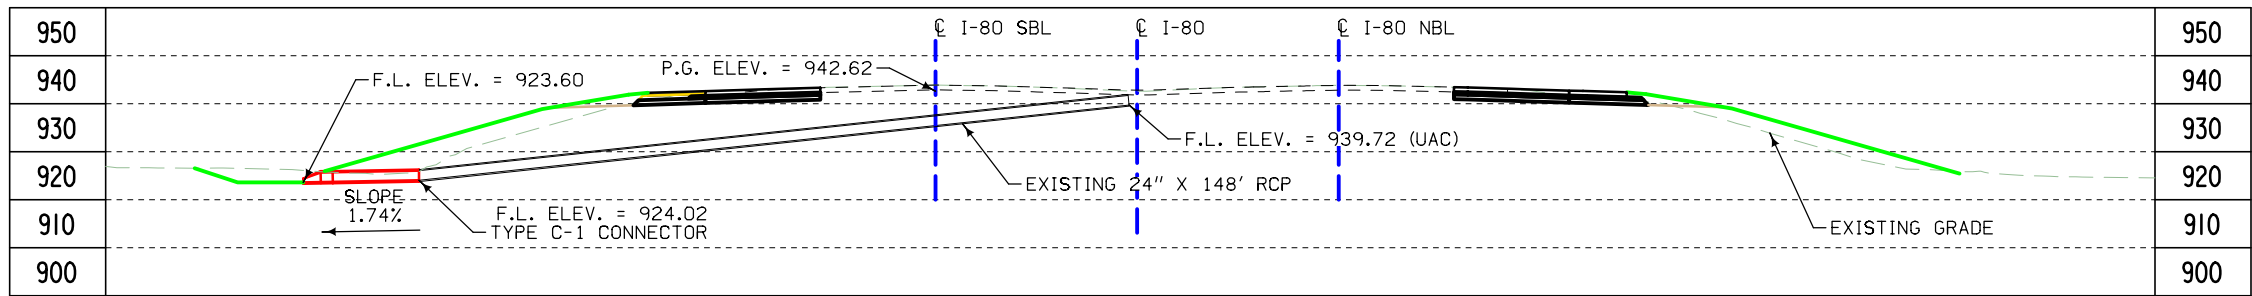 950
940
930
920
910
900
℄ I-80 SBL
℄ I-80
℄ I-80 NBL
P.G. ELEV. = 942.62
F.L. ELEV. = 923.60
F.L. ELEV. = 939.72 (UAC)
EXISTING 24" X 148' RCP
SLOPE
1.74%
F.L. ELEV. = 924.02
TYPE C-1 CONNECTOR
EXISTING GRADE
950
940
930
920
910
900